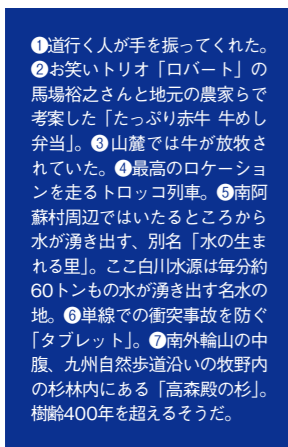 ❶道行く人が手を振ってくれた。
❷お笑いトリオ「ロバート」の
馬場裕之さんと地元の農家らで
考案した「たっぷり赤牛 牛めし
弁当」。❸山麓では牛が放牧さ
れていた。❹最高のロケーショ
ンを走るトロッコ列車。❺南阿
蘇村周辺ではいたるところから
水が湧き出す、別名「水の生ま
れる里」。ここ白川水源は毎分約
60トンもの水が湧き出す名水の
地。❻単線での衝突事故を防ぐ
「タブレット」。❼南外輪山の中
腹、九州自然歩道沿いの牧野内
の杉林内にある「高森殿の杉」。
樹齢400年を超えるそうだ。